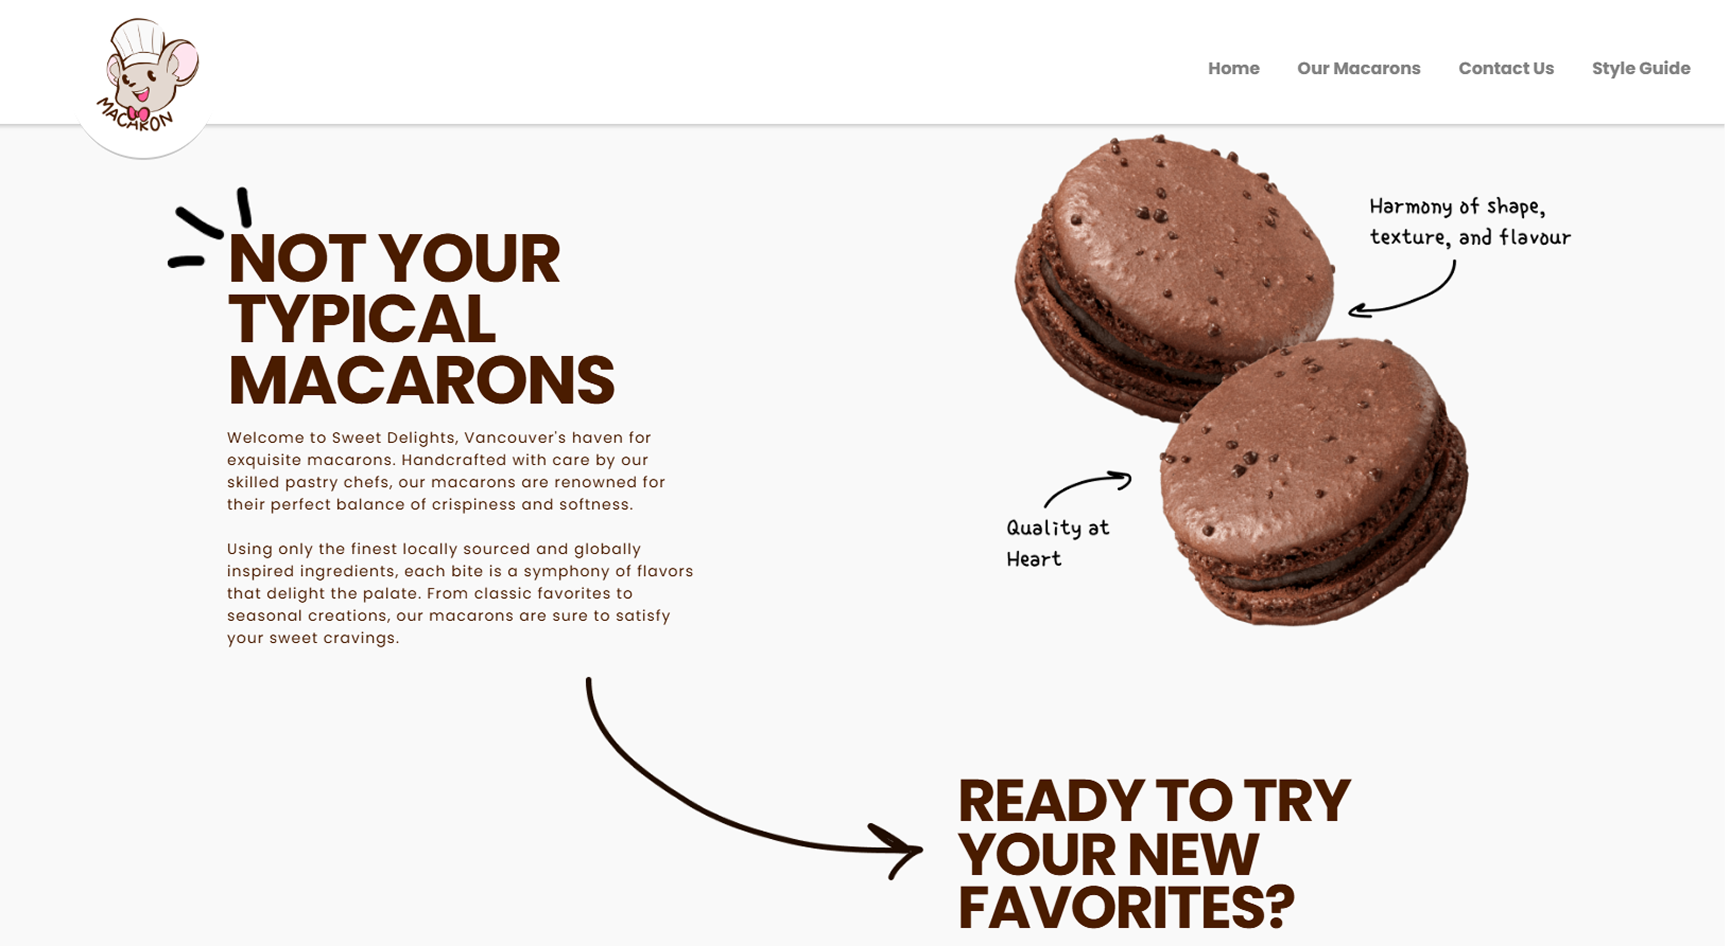 MACARON
Home
Our Macarons
Contact Us
Style Guide
NOT YOUR
TYPICAL
MACARONS
Welcome to Sweet Delights, Vancouver's haven for
exquisite macarons. Handcrafted with care by our
skilled pastry chefs, our macarons are renowned for
their perfect balance of crispiness and softness.
Using only the finest locally sourced and globally
inspired ingredients, each bite is a symphony of flavors
that delight the palate. From classic favorites to
seasonal creations, our macarons are sure to satisfy
your sweet cravings.
Harmony of shape,
texture, and flavour
Quality at
Heart
READY TO TRY
YOUR NEW
FAVORITES?